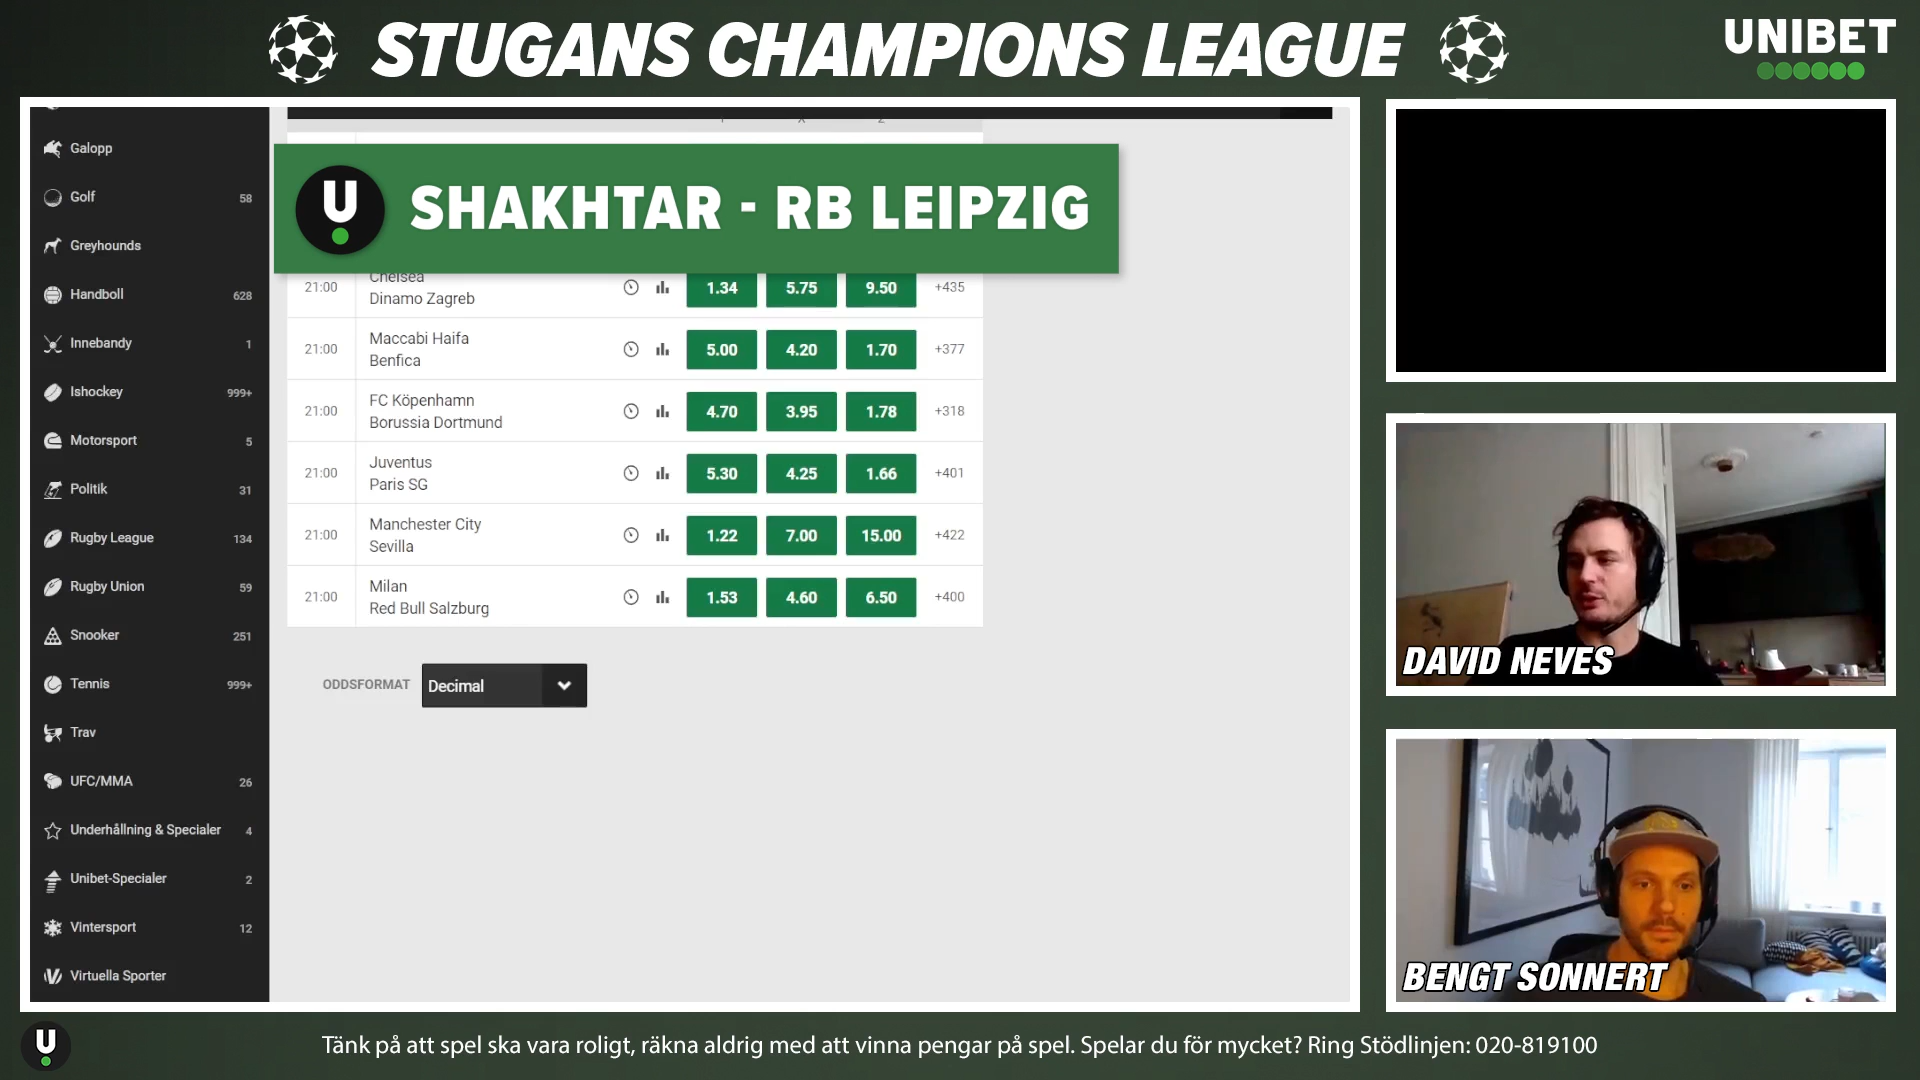 STUGANS CHAMPIONS LEAGUE
UNIBET
Galopp
Golf 58
Greyhounds
Handboll 628
Innebandy 1
Ishockey 999+
Motorsport 5
Politik 31
Rugby League 134
Rugby Union 59
Snooker 251
Tennis 999+
Trav
UFC/MMA 26
Underhållning & Specialer 4
Unibet-Specialer 2
Vintersport 12
Virtuella Sporter
U SHAKHTAR - RB LEIPZIG
21:00 Chelsea
Dinamo Zagreb 1.34 5.75 9.50 +435
21:00 Maccabi Haifa
Benfica 5.00 4.20 1.70 +377
21:00 FC Köpenhamn
Borussia Dortmund 4.70 3.95 1.78 +318
21:00 Juventus
Paris SG 5.30 4.25 1.66 +401
21:00 Manchester City
Sevilla 1.22 7.00 15.00 +422
21:00 Milan
Red Bull Salzburg 1.53 4.60 6.50 +400
ODDSFORMAT Decimal
DAVID NEVES
BENGT SONNERT
U Tänk på att spel ska vara roligt, räkna aldrig med att vinna pengar på spel. Spelar du för mycket? Ring Stödlinjen: 020-819100